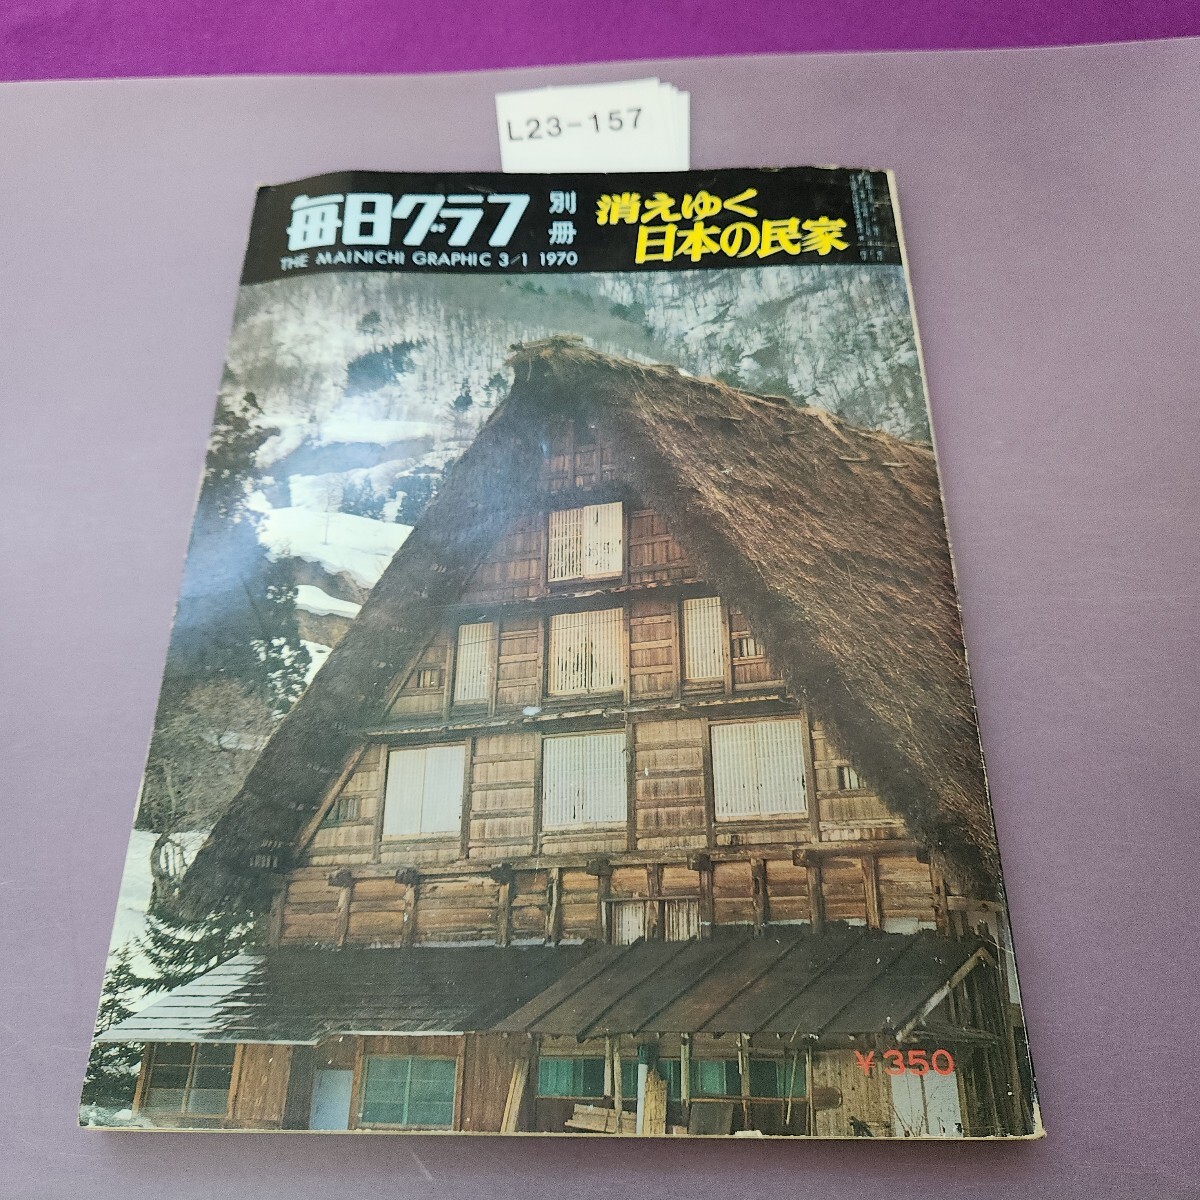 L23-157
毎日グラフ
別冊
消えゆく
日本の民家
THE MAINICHI GRAPHIC 3/1 1970
¥350